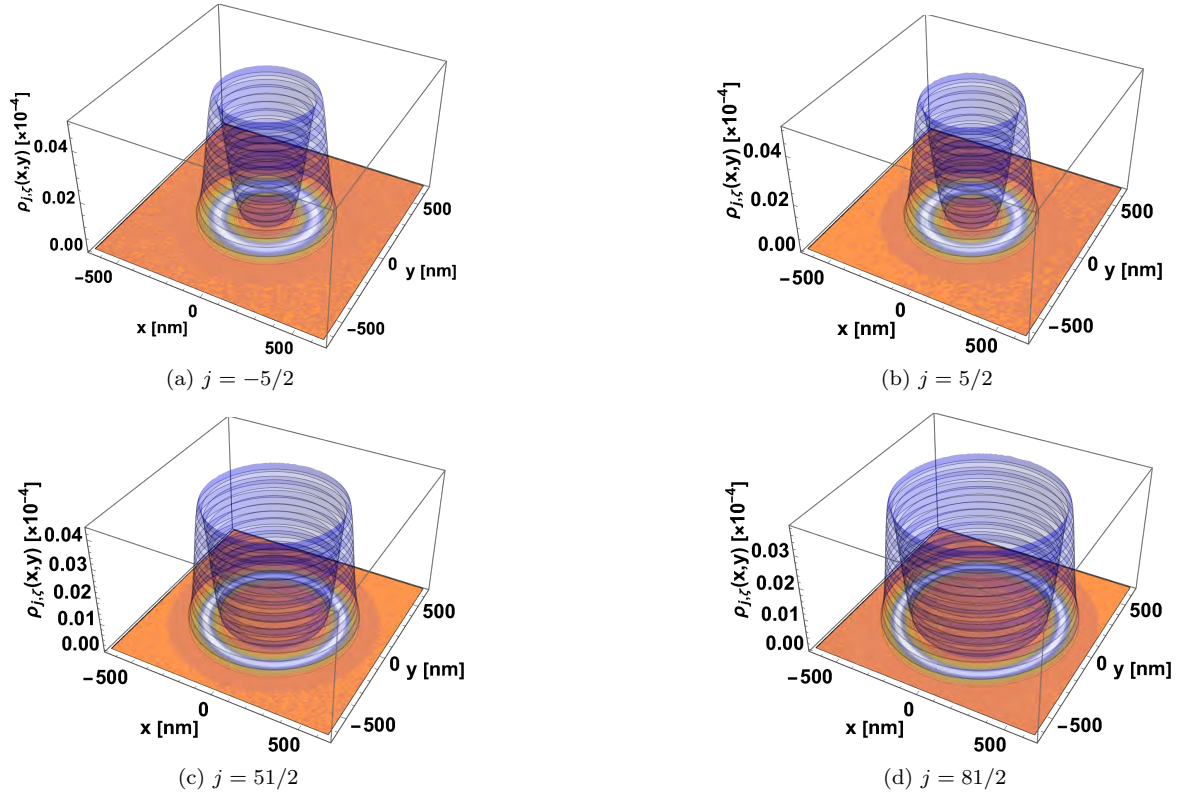 ρj,ζ(x,y) [×10−4]
0.04
0.02
0.00
−500
0
500
x [nm]
500
0
−500
y [nm]
(a) j = −5/2
ρj,ζ(x,y) [×10−4]
0.04
0.02
0.00
−500
0
500
x [nm]
500
0
−500
y [nm]
(b) j = 5/2
ρj,ζ(x,y) [×10−4]
0.04
0.03
0.02
0.01
0.00
−500
0
500
x [nm]
500
0
−500
y [nm]
(c) j = 51/2
ρj,ζ(x,y) [×10−4]
0.03
0.02
0.01
0.00
−500
0
500
x [nm]
500
0
−500
y [nm]
(d) j = 81/2